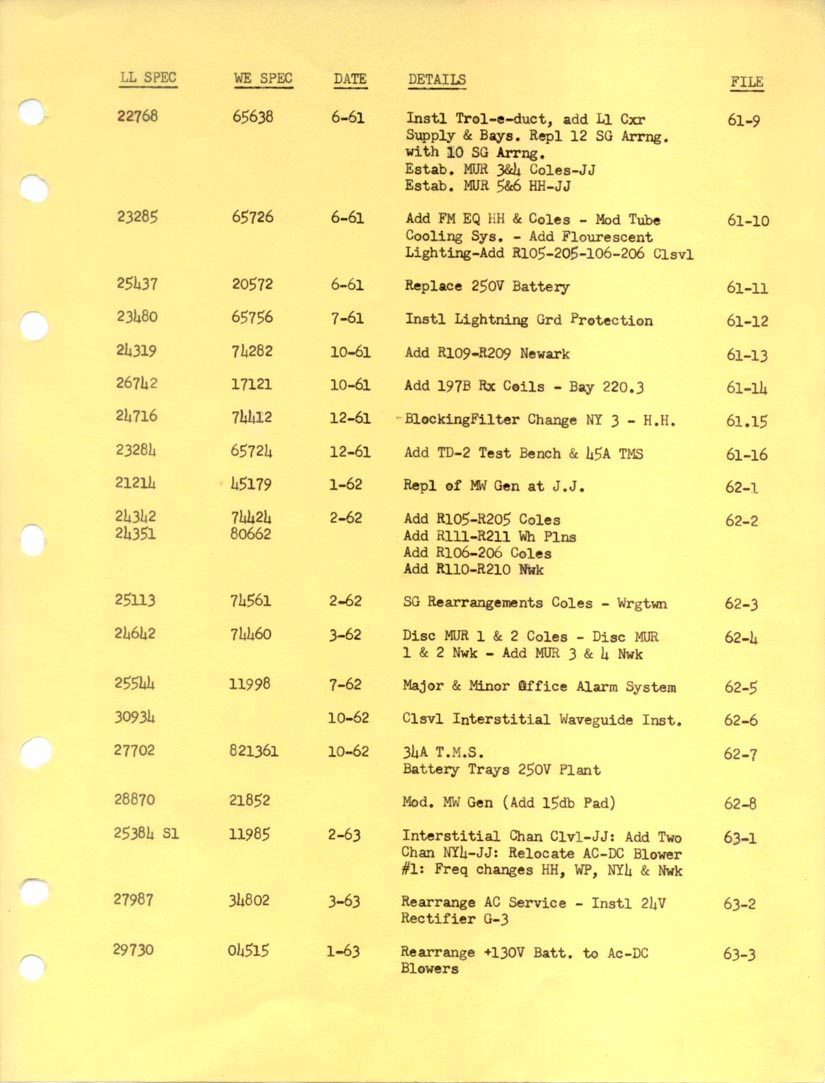 LL SPEC WE SPEC DATE DETAILS FILE
22768 65638 6-61 Instl Trol-e-duct, add L1 Cxr 61-9
Supply & Bays. Repl 12 SG Arrng.
with 10 SG Arrng.
Estab. MUR 3&4 Coles-JJ
Estab. MUR 5&6 HH-JJ
23285 65726 6-61 Add FM EQ HH & Coles - Mod Tube 61-10
Cooling Sys. - Add Flourescent
Lighting-Add R105-205-106-206 Clsvl
25437 20572 6-61 Replace 250V Battery 61-11
23480 65756 7-61 Instl Lightning Grd Protection 61-12
24319 74282 10-61 Add R109-R209 Newark 61-13
26742 17121 10-61 Add 197B Rx Coils - Bay 220.3 61-14
24716 74412 12-61 -BlockingFilter Change NY 3 - H.H. 61.15
23284 65724 12-61 Add TD-2 Test Bench & 45A TMS 61-16
21214 45179 1-62 Repl of MW Gen at J.J. 62-1
24342 74424 2-62 Add R105-R205 Coles 62-2
24351 80662 Add R111-R211 Wh Plns
Add R106-206 Coles
Add R110-R210 Nwk
25113 74561 2-62 SG Rearrangements Coles - Wrgtwn 62-3
24642 74460 3-62 Disc MUR 1 & 2 Coles - Disc MUR 62-4
1 & 2 Nwk - Add MUR 3 & 4 Nwk
25544 11998 7-62 Major & Minor Office Alarm System 62-5
30934 10-62 Clsvl Interstitial Waveguide Inst. 62-6
27702 821361 10-62 34A T.M.S. 62-7
Battery Trays 250V Plant
28870 21852 Mod. MW Gen (Add 15db Pad) 62-8
25384 S1 11985 2-63 Interstitial Chan Clvl-JJ: Add Two 63-1
Chan NY4-JJ: Relocate AC-DC Blower
#1: Freq changes HH, WP, NY4 & Nwk
27987 34802 3-63 Rearrange AC Service - Instl 24V 63-2
Rectifier G-3
29730 04515 1-63 Rearrange +130V Batt. to Ac-DC 63-3
Blowers